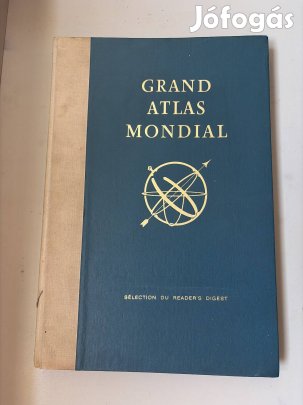 Jófogás
GRAND
ATLAS
MONDIAL
SÉLECTION DU READER'S DIGEST